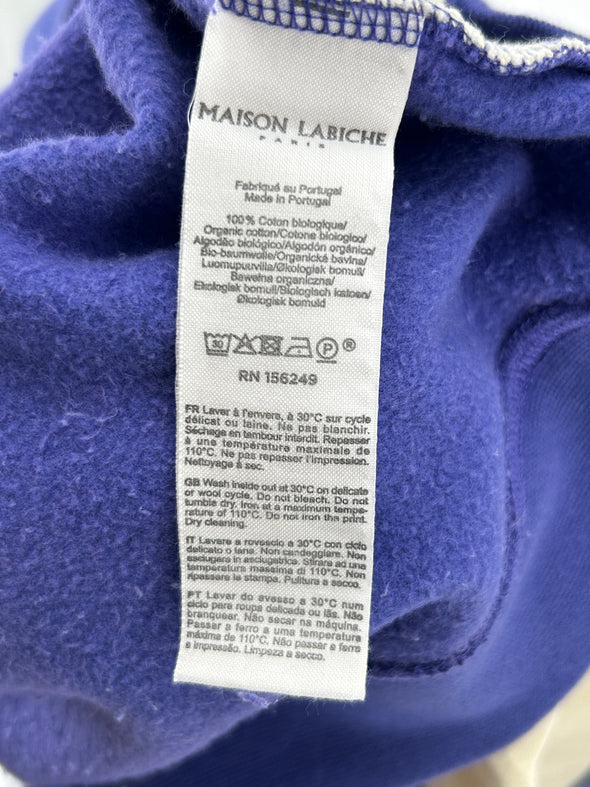 MAISON LABICHE
PARIS
Fabriqué au Portugal
Made in Portugal
100% Coton biologique/
Organic cotton/Cotone biologico/
Algodão biológico/Algodón orgánico/
Bio-baumwolle/Organická bavlna/
Luomupuuvilla/Økologisk bomull/
Bawełna organiczna/
Ekologisk bomull/Biologisch katoen/
Økologisk bomuld
30 P ®
RN 156249
FR Laver à l'envers, à 30°C sur cycle
délicat ou laine. Ne pas blanchir.
Séchage en tambour interdit. Repasser
à une température maximale de
110°C. Ne pas repasser l'impression.
Nettoyage à sec.
GB Wash inside out at 30°C on delicate
or wool cycle. Do not bleach. Do not
tumble dry. Iron at a maximum tempe-
rature of 110°C. Do not iron the print.
Dry cleaning.
IT Lavare a rovescio a 30°C con ciclo
delicato o lana. Non candeggiare. Non
asciugare in asciugatrice. Stirare ad una
temperatura massima di 110°C. Non
ripassare la stampa. Pulitura a secco.
PT Lavar do avesso a 30°C num
ciclo para roupa delicada ou lãs. Não
branquear. Não secar na máquina.
Passar a ferro a uma temperatura
máxima de 110°C. Não passar a ferro
a impressão. Limpeza a seco.